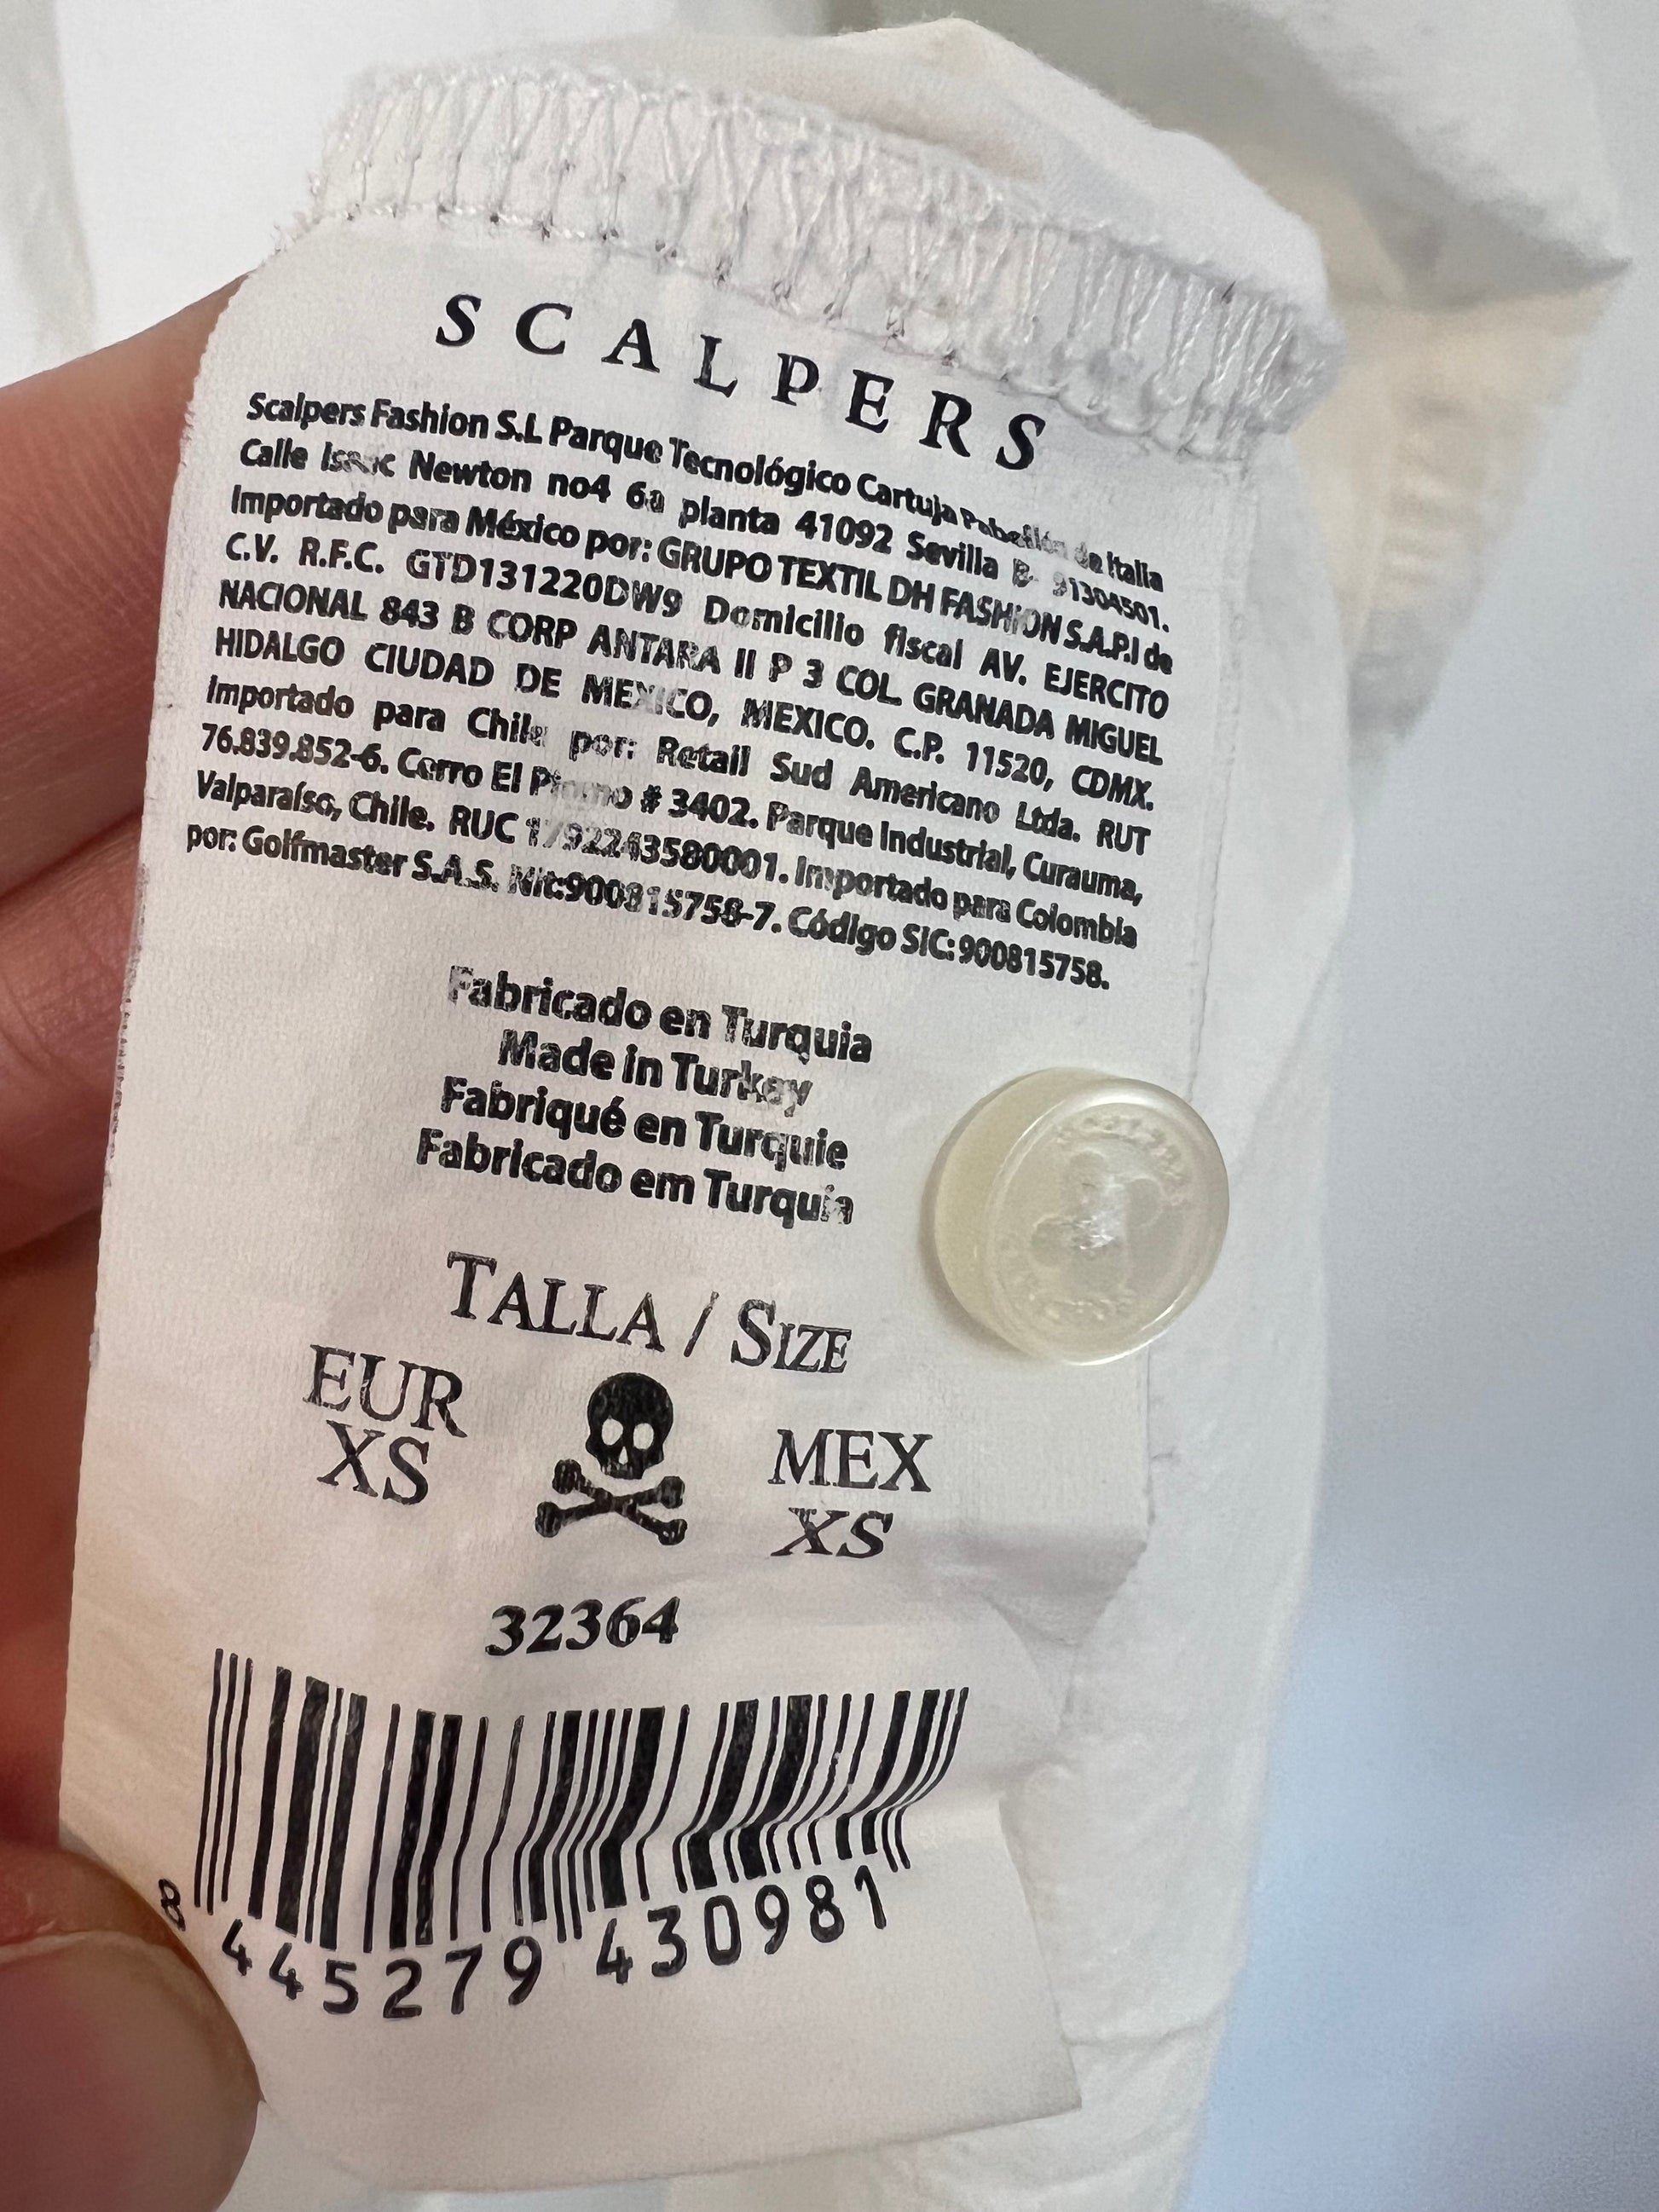 SCALPERS
Scalpers Fashion S.L Parque Tecnológico Cartuja Pabellón de Italia
Calle Isaac Newton no4 6a planta 41092 Sevilla B- 91304501.
Importado para México por: GRUPO TEXTIL DH FASHION S.A.P.I de
C.V. R.F.C. GTD131220DW9 Domicilio fiscal AV. EJERCITO
NACIONAL 843 B CORP ANTARA II P 3 COL. GRANADA MIGUEL
HIDALGO CIUDAD DE MEXICO, MEXICO. C.P. 11520, CDMX.
Importado para Chile por: Retail Sud Americano Ltda. RUT
76.839.852-6. Cerro El Plomo # 3402. Parque Industrial, Curauma,
Valparaíso, Chile. RUC 1792243580001. Importado para Colombia
por: Golfmaster S.A.S. Nit:900815758-7. Código SIC: 900815758.
Fabricado en Turquia
Made in Turkey
Fabriqué en Turquie
Fabricado em Turquia
TALLA / SIZE
EUR MEX
XS XS
32364
8 445279 430981